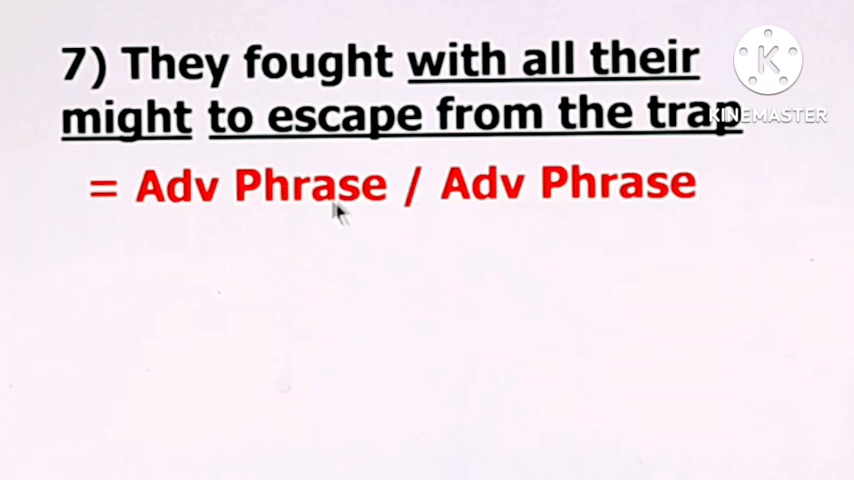 7) They fought with all their
might to escape from the trap
= Adv Phrase / Adv Phrase
K
KINEMASTER